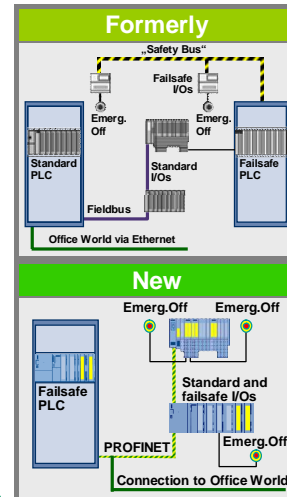 Formerly
„Safety Bus“
Failsafe
I/Os
Emerg.
Off
Emerg.
Off
Standard
PLC
Standard
I/Os
Failsafe
PLC
Fieldbus
Office World via Ethernet
New
Emerg.Off Emerg.Off
Failsafe
PLC
Standard and
failsafe I/Os
Emerg.Off
PROFINET
Connection to Office World